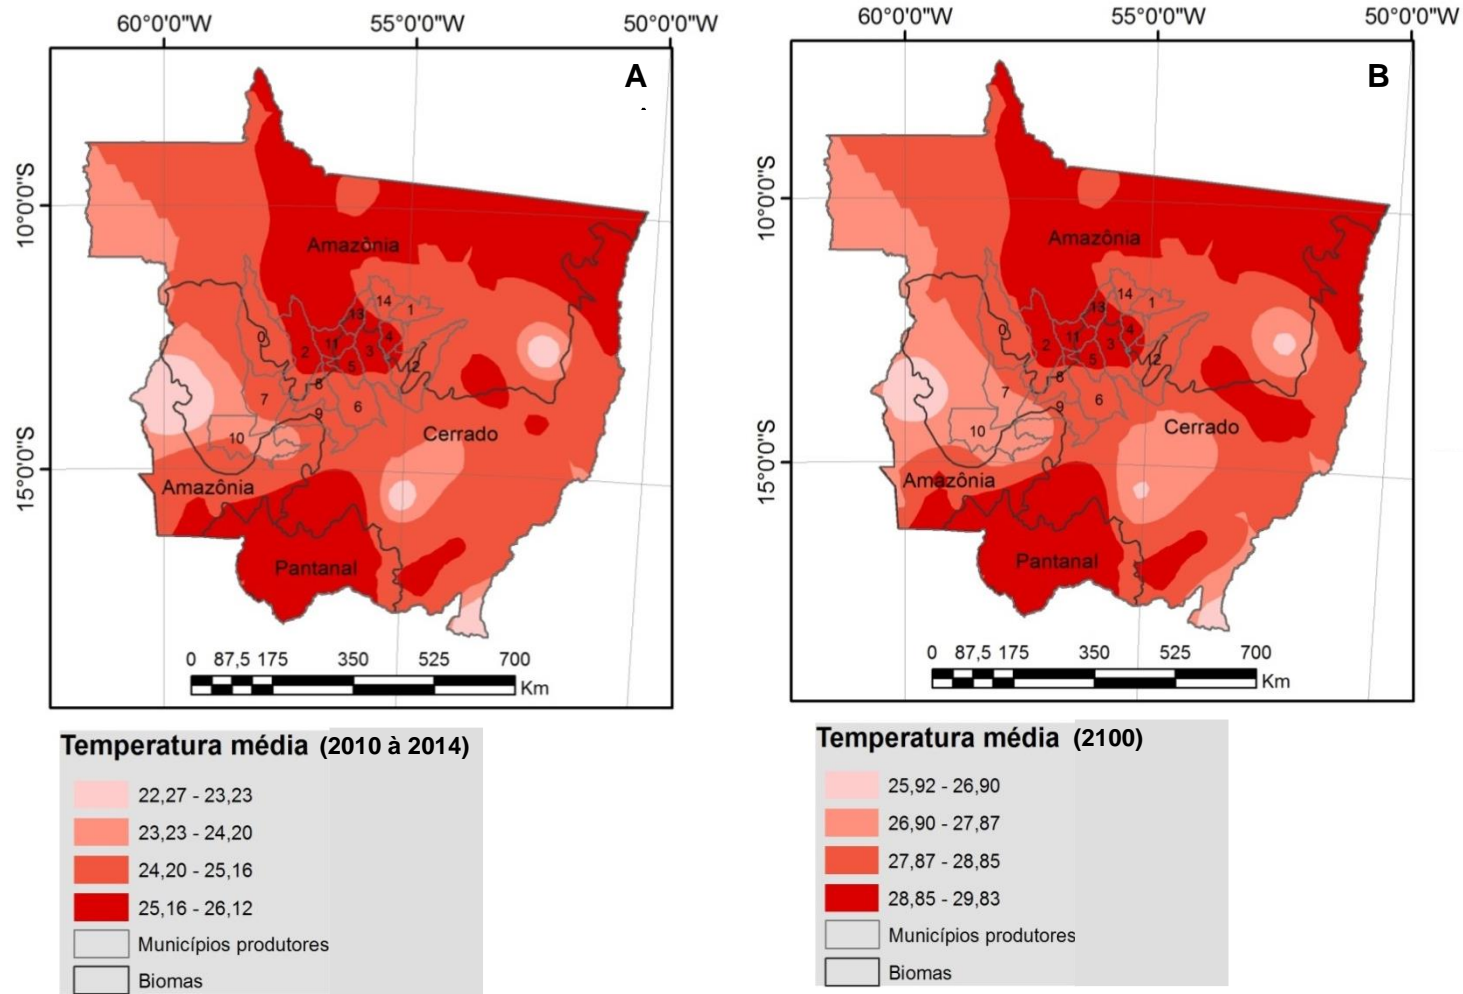 60°0'0"W 55°0'0"W 50°0'0"W
A
10°0'0"S
15°0'0"S
Amazônia
14
1
13
0
4
11
2
3
5
12
8
7
6
9
10
Cerrado
Amazônia
Pantanal
0 87,5 175 350 525 700
Km
Temperatura média (2010 à 2014)
22,27 - 23,23
23,23 - 24,20
24,20 - 25,16
25,16 - 26,12
Municípios produtores
Biomas
60°0'0"W 55°0'0"W 50°0'0"W
B
10°0'0"S
15°0'0"S
Amazônia
14
1
13
0
4
11
2
3
5
12
8
7
6
9
10
Cerrado
Amazônia
Pantanal
0 87,5 175 350 525 700
Km
Temperatura média (2100)
25,92 - 26,90
26,90 - 27,87
27,87 - 28,85
28,85 - 29,83
Municípios produtores
Biomas